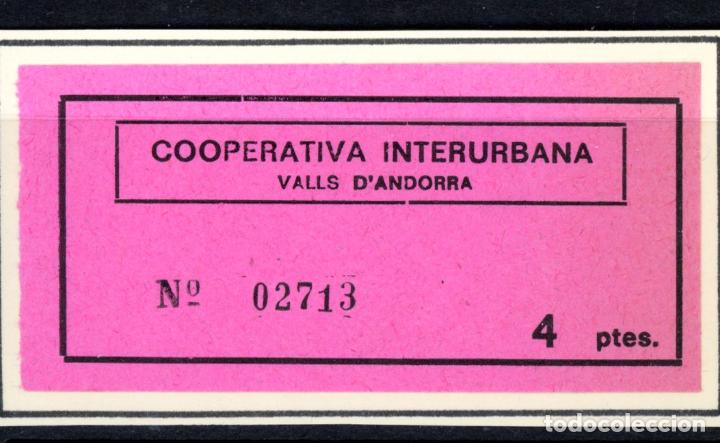 COOPERATIVA INTERURBANA
VALLS D'ANDORRA
Nº 02713
4 ptes.
todocoleccion